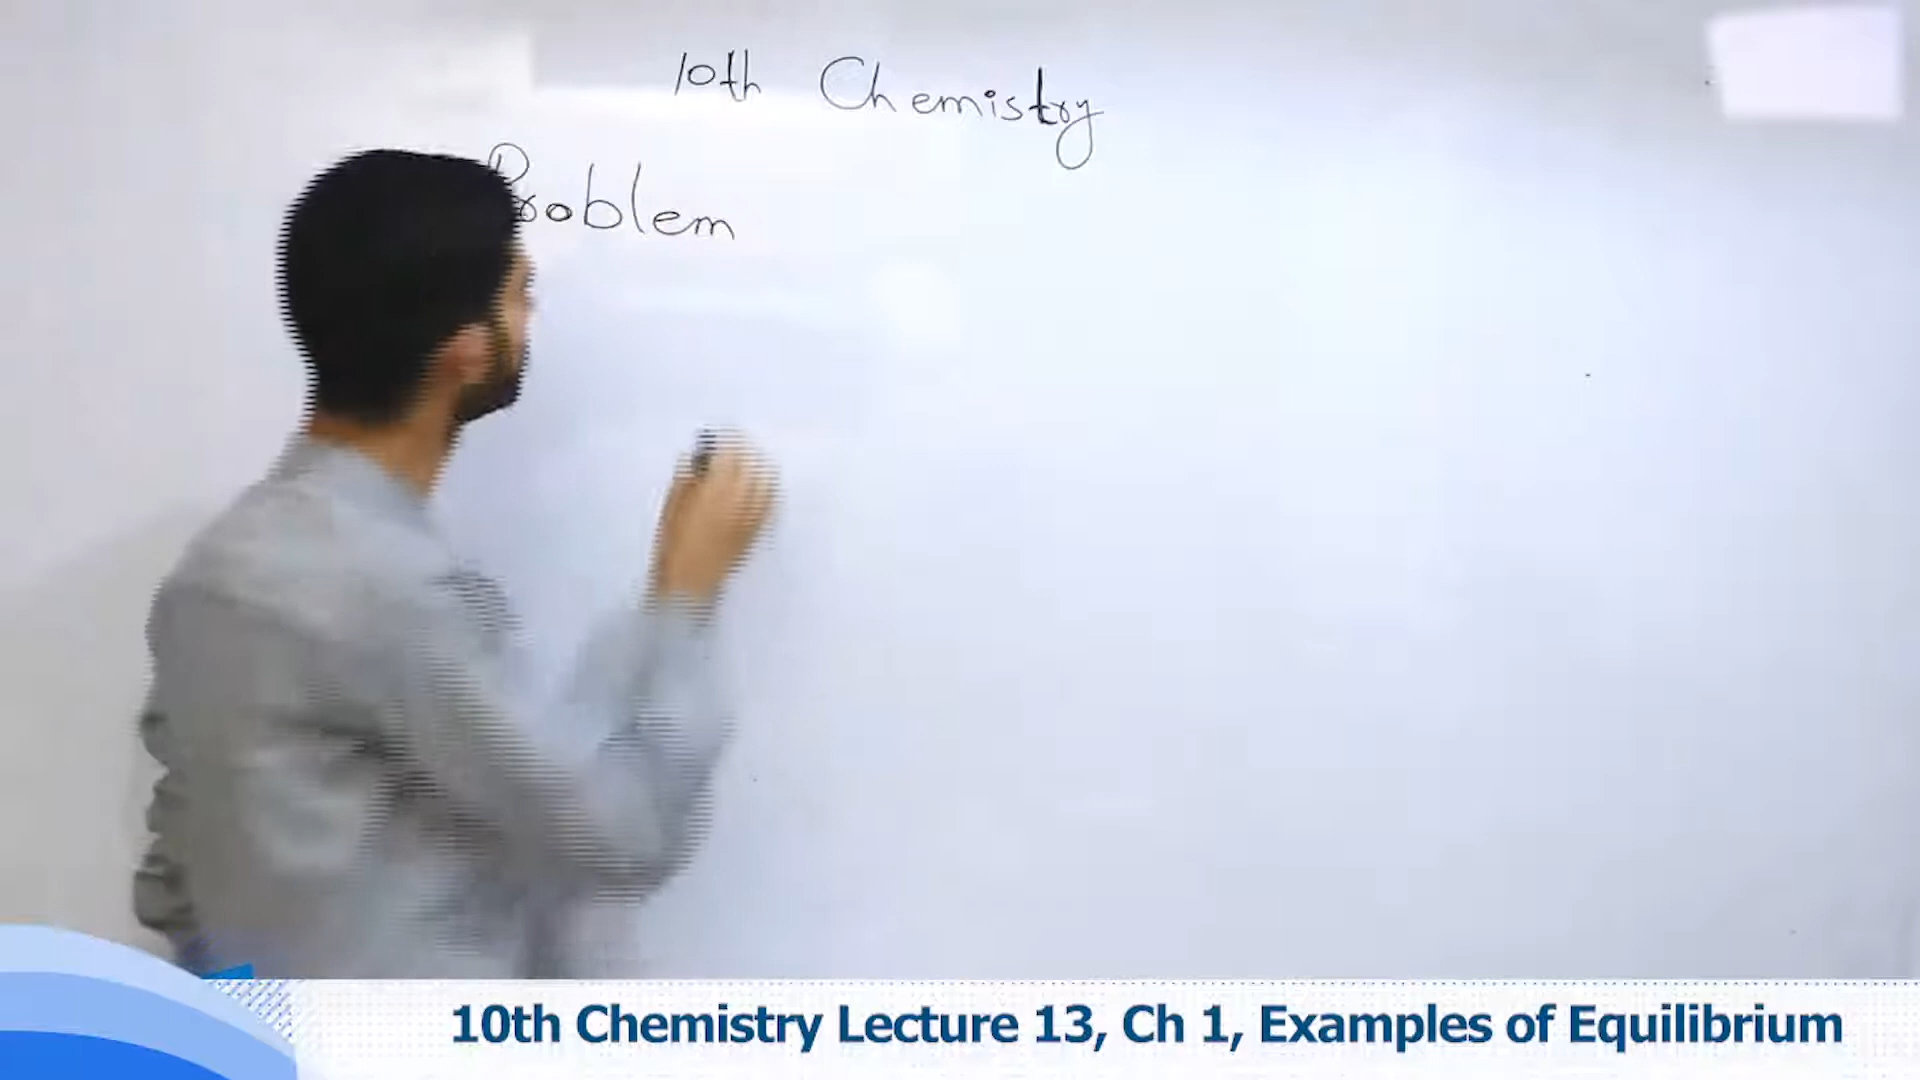 10th Chemistry
Problem
10th Chemistry Lecture 13, Ch 1, Examples of Equilibrium